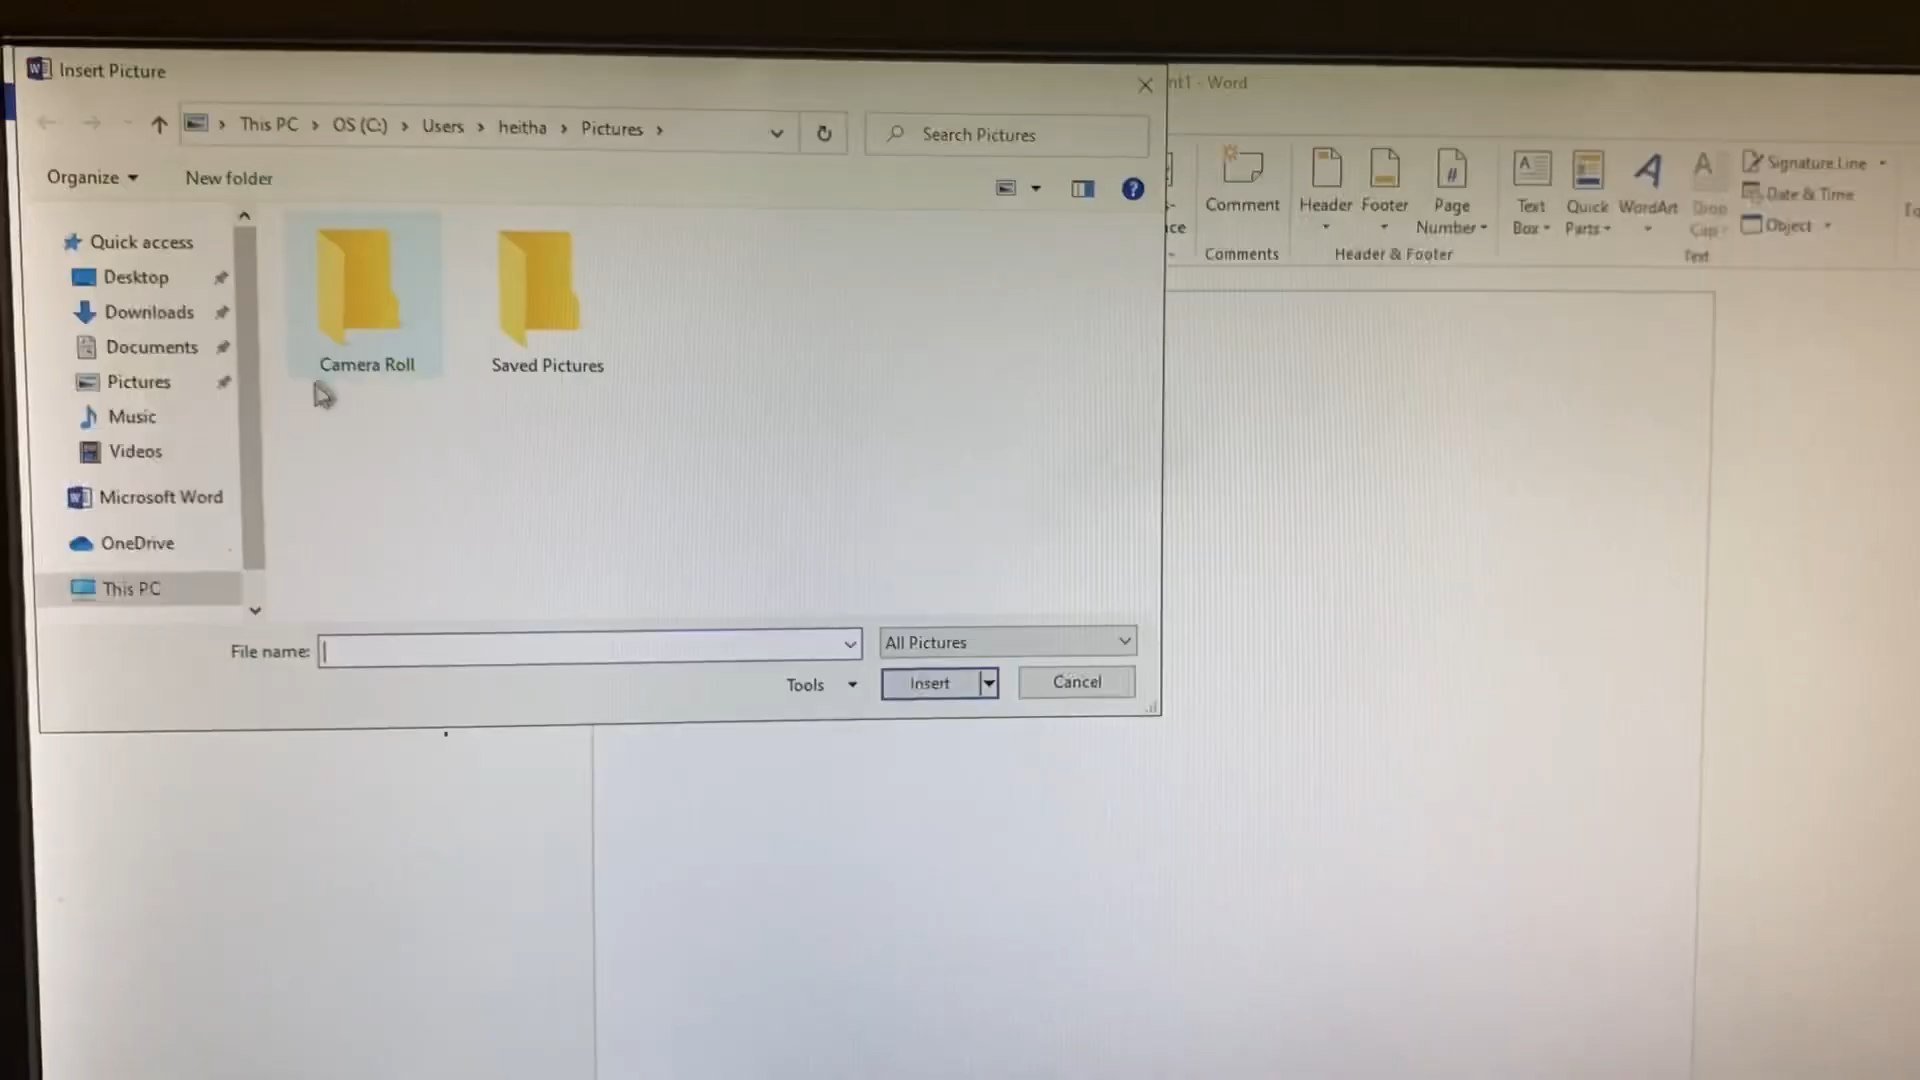 Insert Picture
nt1 - Word
This PC > OS (C:) > Users > heitha > Pictures >
Search Pictures
Organize
New folder
Quick access
Desktop
Downloads
Documents
Pictures
Music
Videos
Microsoft Word
OneDrive
This PC
Camera Roll
Saved Pictures
File name:
All Pictures
Tools
Insert
Cancel
ce
Comment
Comments
Header
Footer
Page
Number
Header & Footer
Text
Box
Quick
Parts
WordArt
Drop
Cap
Signature Line
Date & Time
Object
Text